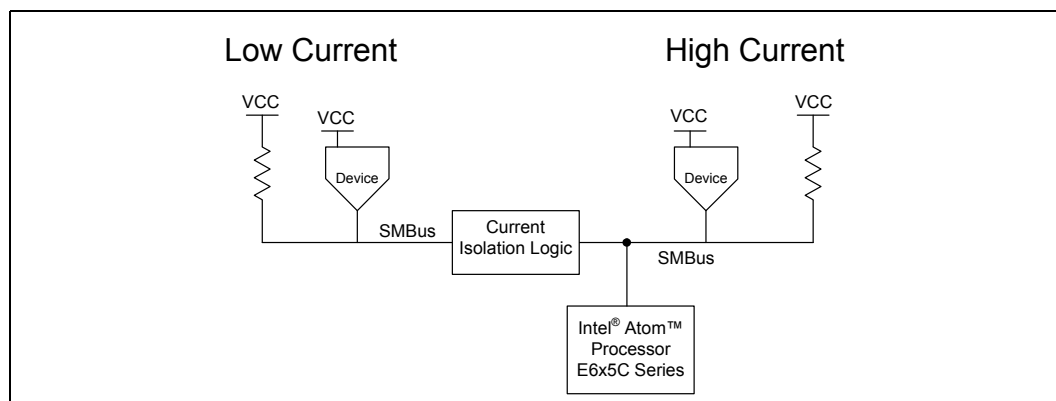 Low Current
High Current
VCC
VCC
VCC
VCC
Device
Device
SMBus
Current
Isolation Logic
SMBus
Intel® Atom™
Processor
E6x5C Series